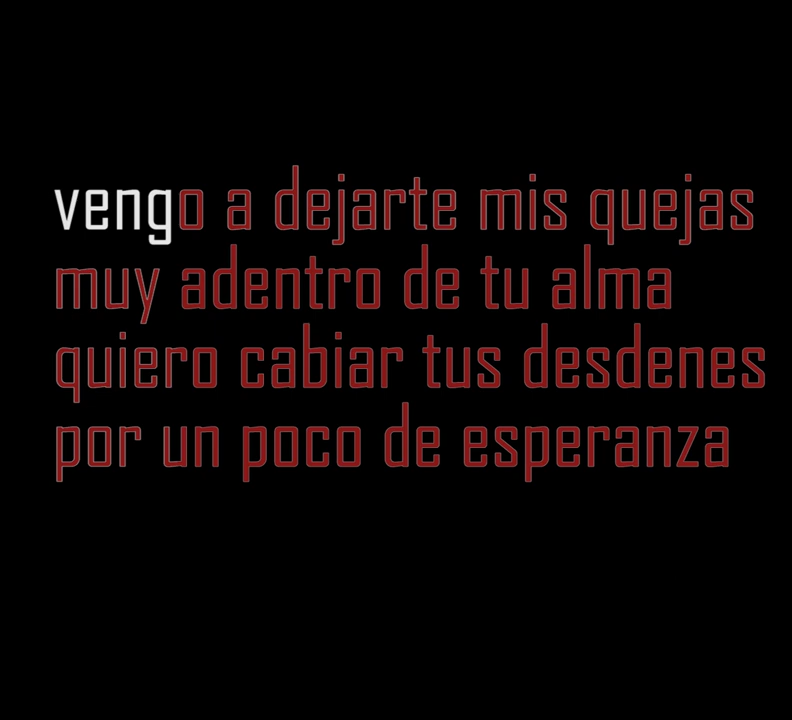 vengo a dejarte mis quejas
muy adentro de tu alma
quiero cabiar tus desdenes
por un poco de esperanza